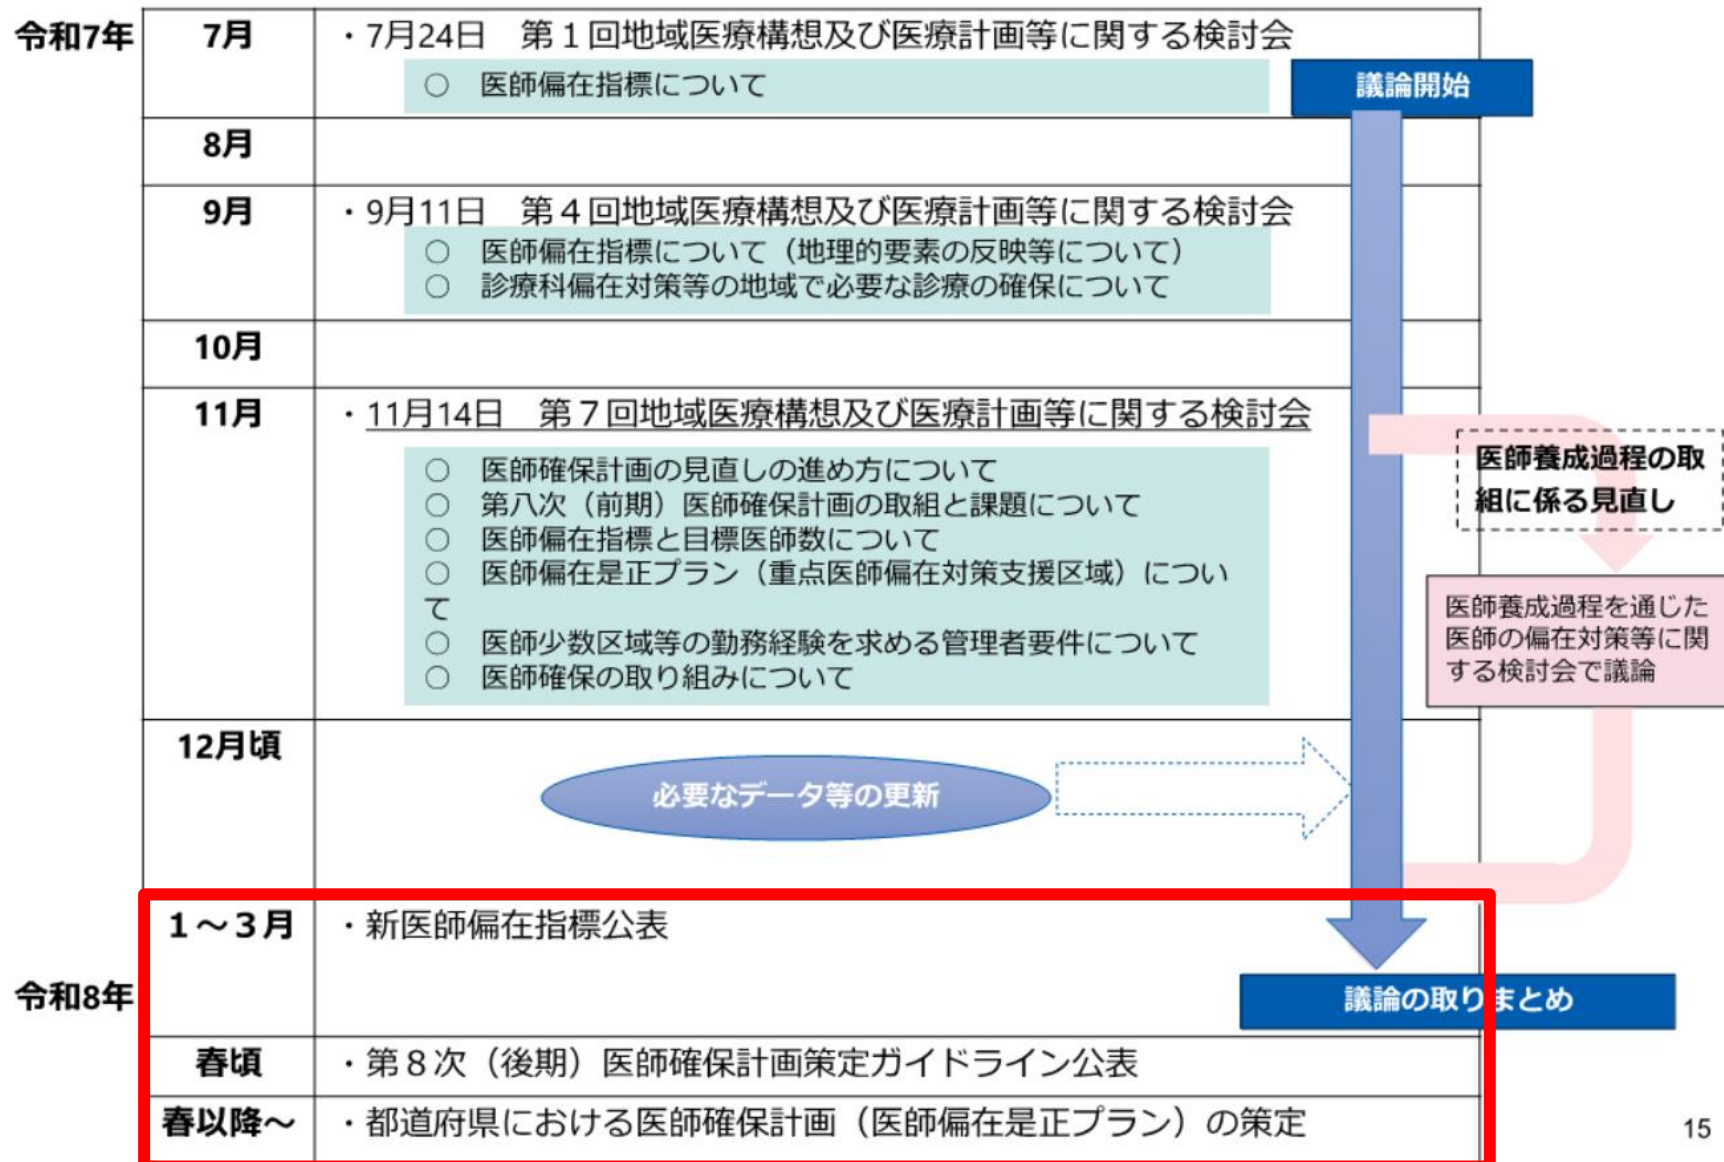 令和7年
7月
・7月24日　第１回地域医療構想及び医療計画等に関する検討会
○　医師偏在指標について
議論開始
8月
9月
・9月11日　第４回地域医療構想及び医療計画等に関する検討会
○　医師偏在指標について（地理的要素の反映等について）
○　診療科偏在対策等の地域で必要な診療の確保について
10月
11月
・11月14日　第７回地域医療構想及び医療計画等に関する検討会
○　医師確保計画の見直しの進め方について
○　第八次（前期）医師確保計画の取組と課題について
○　医師偏在指標と目標医師数について
○　医師偏在是正プラン（重点医師偏在対策支援区域）につい
て
○　医師少数区域等の勤務経験を求める管理者要件について
○　医師確保の取り組みについて
医師養成過程の取
組に係る見直し
医師養成過程を通じた
医師の偏在対策等に関
する検討会で議論
12月頃
必要なデータ等の更新
令和8年
１～３月
・新医師偏在指標公表
議論の取りまとめ
春頃
・第８次（後期）医師確保計画策定ガイドライン公表
春以降～
・都道府県における医師確保計画（医師偏在是正プラン）の策定
15